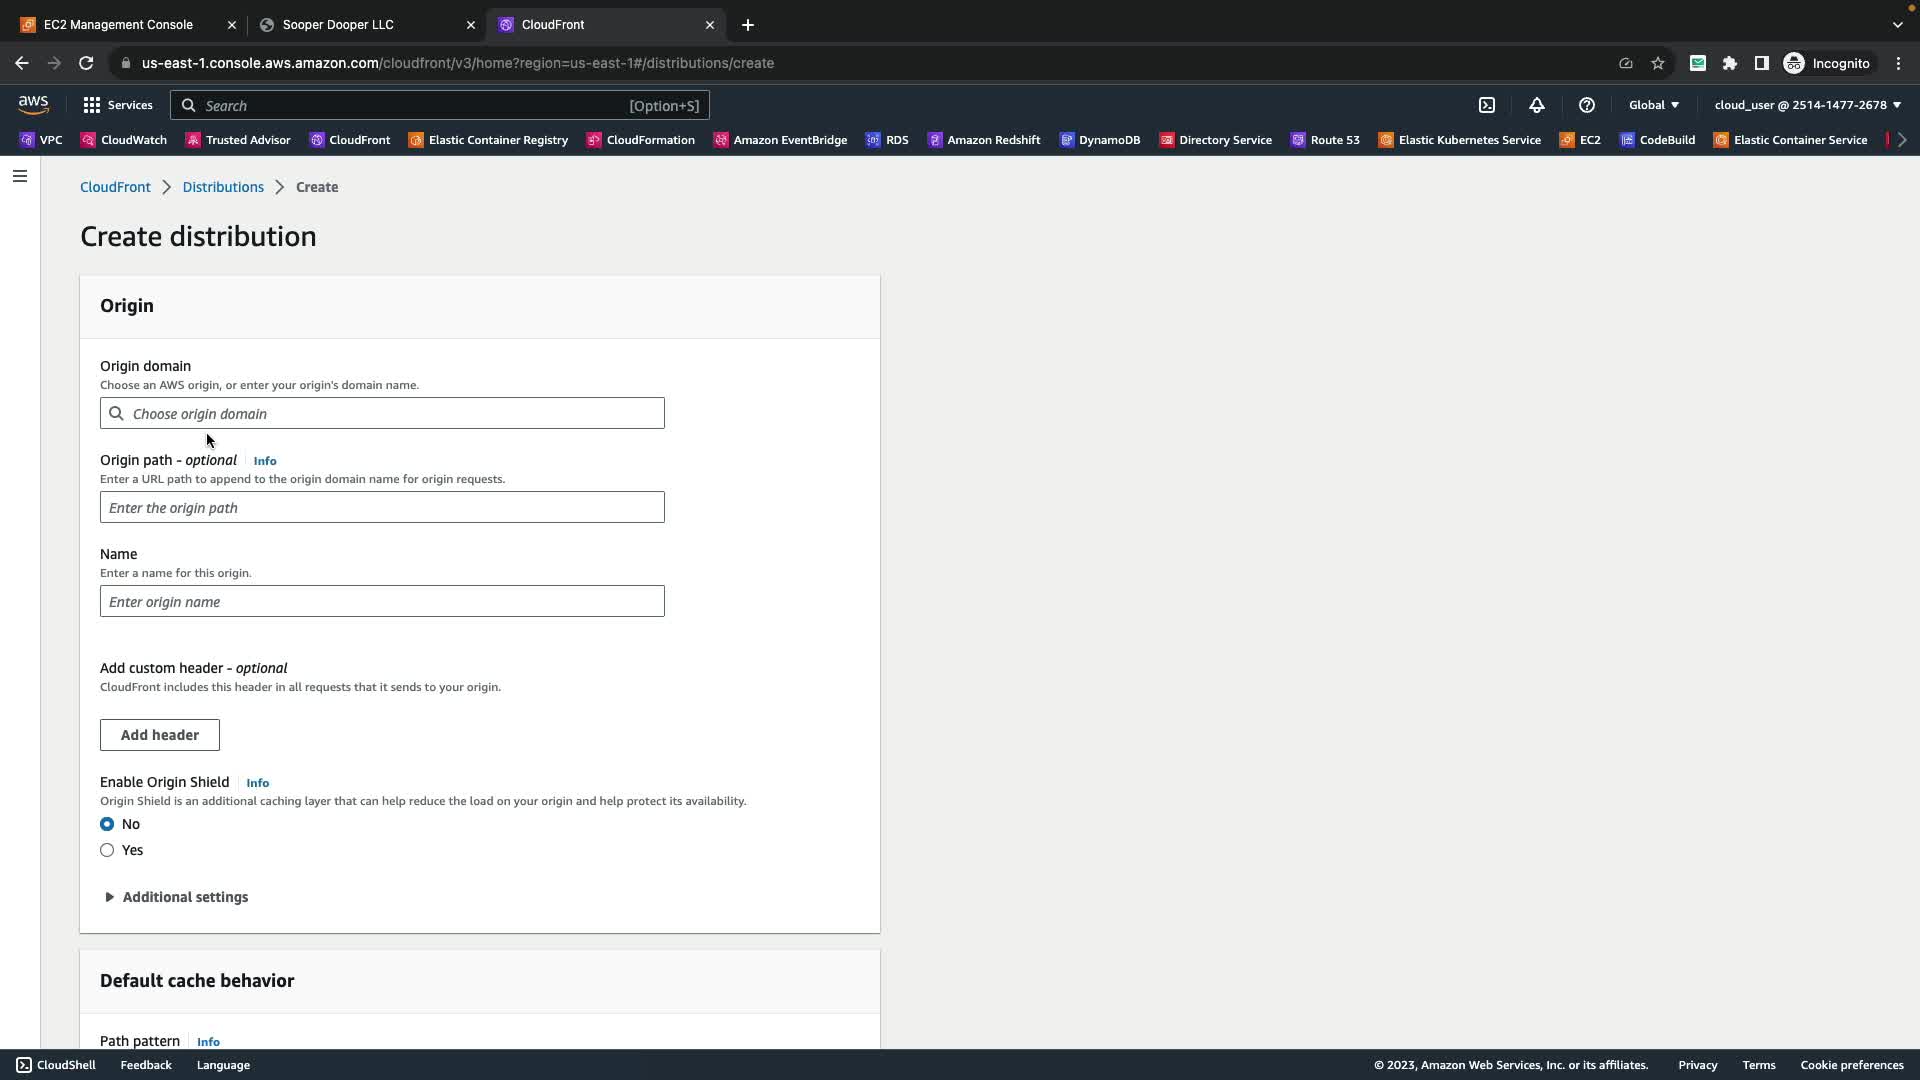 EC2 Management Console
Sooper Dooper LLC
CloudFront
us-east-1.console.aws.amazon.com/cloudfront/v3/home?region=us-east-1#/distributions/create
Incognito
aws
Services
Search
[Option+S]
Global
cloud_user @ 2514-1477-2678
VPC
CloudWatch
Trusted Advisor
CloudFront
Elastic Container Registry
CloudFormation
Amazon EventBridge
RDS
Amazon Redshift
DynamoDB
Directory Service
Route 53
Elastic Kubernetes Service
EC2
CodeBuild
Elastic Container Service
CloudFront
Distributions
Create
Create distribution
Origin
Origin domain
Choose an AWS origin, or enter your origin's domain name.
Choose origin domain
Origin path - optional
Info
Enter a URL path to append to the origin domain name for origin requests.
Enter the origin path
Name
Enter a name for this origin.
Enter origin name
Add custom header - optional
CloudFront includes this header in all requests that it sends to your origin.
Add header
Enable Origin Shield
Info
Origin Shield is an additional caching layer that can help reduce the load on your origin and help protect its availability.
No
Yes
Additional settings
Default cache behavior
Path pattern
Info
CloudShell
Feedback
Language
© 2023, Amazon Web Services, Inc. or its affiliates.
Privacy
Terms
Cookie preferences